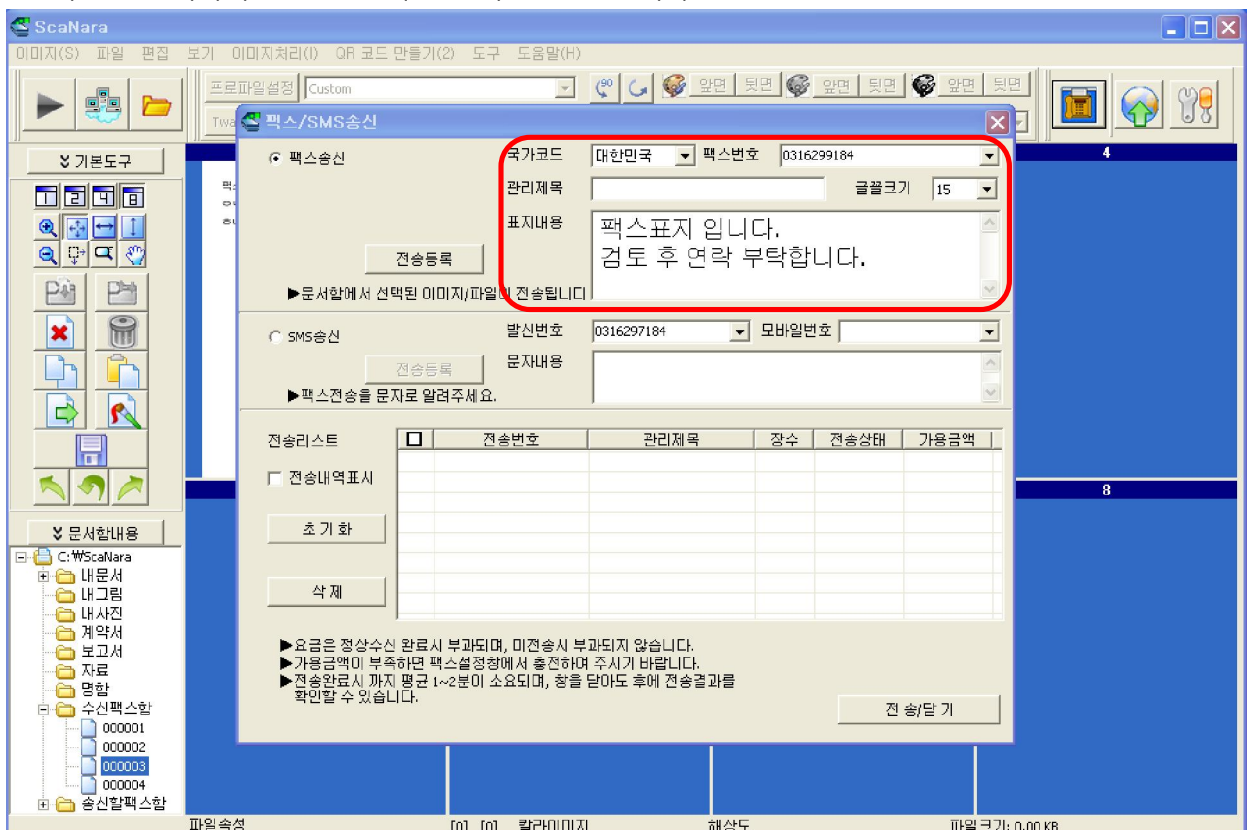 ScaNara
이미지(S) 파일 편집 보기 이미지처리(I) QR 코드 만들기(2) 도구 도움말(H)
프로파일설정 Custom 앞면 뒷면 앞면 뒷면 앞면 뒷면
Twa
기본도구
팩스/SMS송신
4
팩스송신
국가코드 대한민국 팩스번호 0316299184
관리제목 글꼴크기 15
표지내용 팩스표지 입니다.
검토 후 연락 부탁합니다.
전송등록
▶문서함에서 선택된 이미지/파일이 전송됩니다
SMS송신 발신번호 0316297184 모바일번호
전송등록 문자내용
▶팩스전송을 문자로 알려주세요.
전송리스트 전송번호 관리제목 장수 전송상태 가용금액
전송내역표시
8
초 기 화
삭 제
▶요금은 정상수신 완료시 부과되며, 미전송시 부과되지 않습니다.
▶가용금액이 부족하면 팩스설정창에서 충전하며 주시기 바랍니다.
▶전송완료시 까지 평균 1~2분이 소요되며, 창을 닫아도 후에 전송결과를
확인할 수 있습니다.
전 송/닫 기
문서함내용
C:₩ScaNara
내문서
내그림
내사진
계약서
보고서
자료
명함
수신팩스함
000001
000002
000003
000004
송신할팩스함
파일속성 [0] [0] 칼라이미지 해상도 파일크기: 0.00 KB